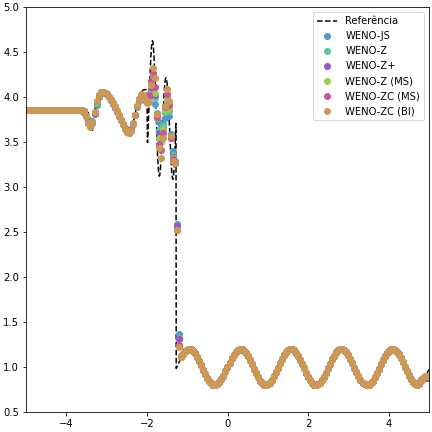 5.0
4.5
4.0
3.5
3.0
2.5
2.0
1.5
1.0
0.5
−4
−2
0
2
4
Referência
WENO-JS
WENO-Z
WENO-Z+
WENO-Z (MS)
WENO-ZC (MS)
WENO-ZC (BI)